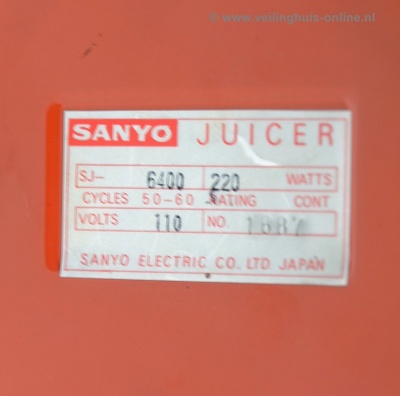 © www.veilinghuis-online.nl
SANYO JUICER
SJ- 6400 220 WATTS
CYCLES 50-60 RATING CONT
VOLTS 110 NO. 1887
SANYO ELECTRIC CO. LTD. JAPAN